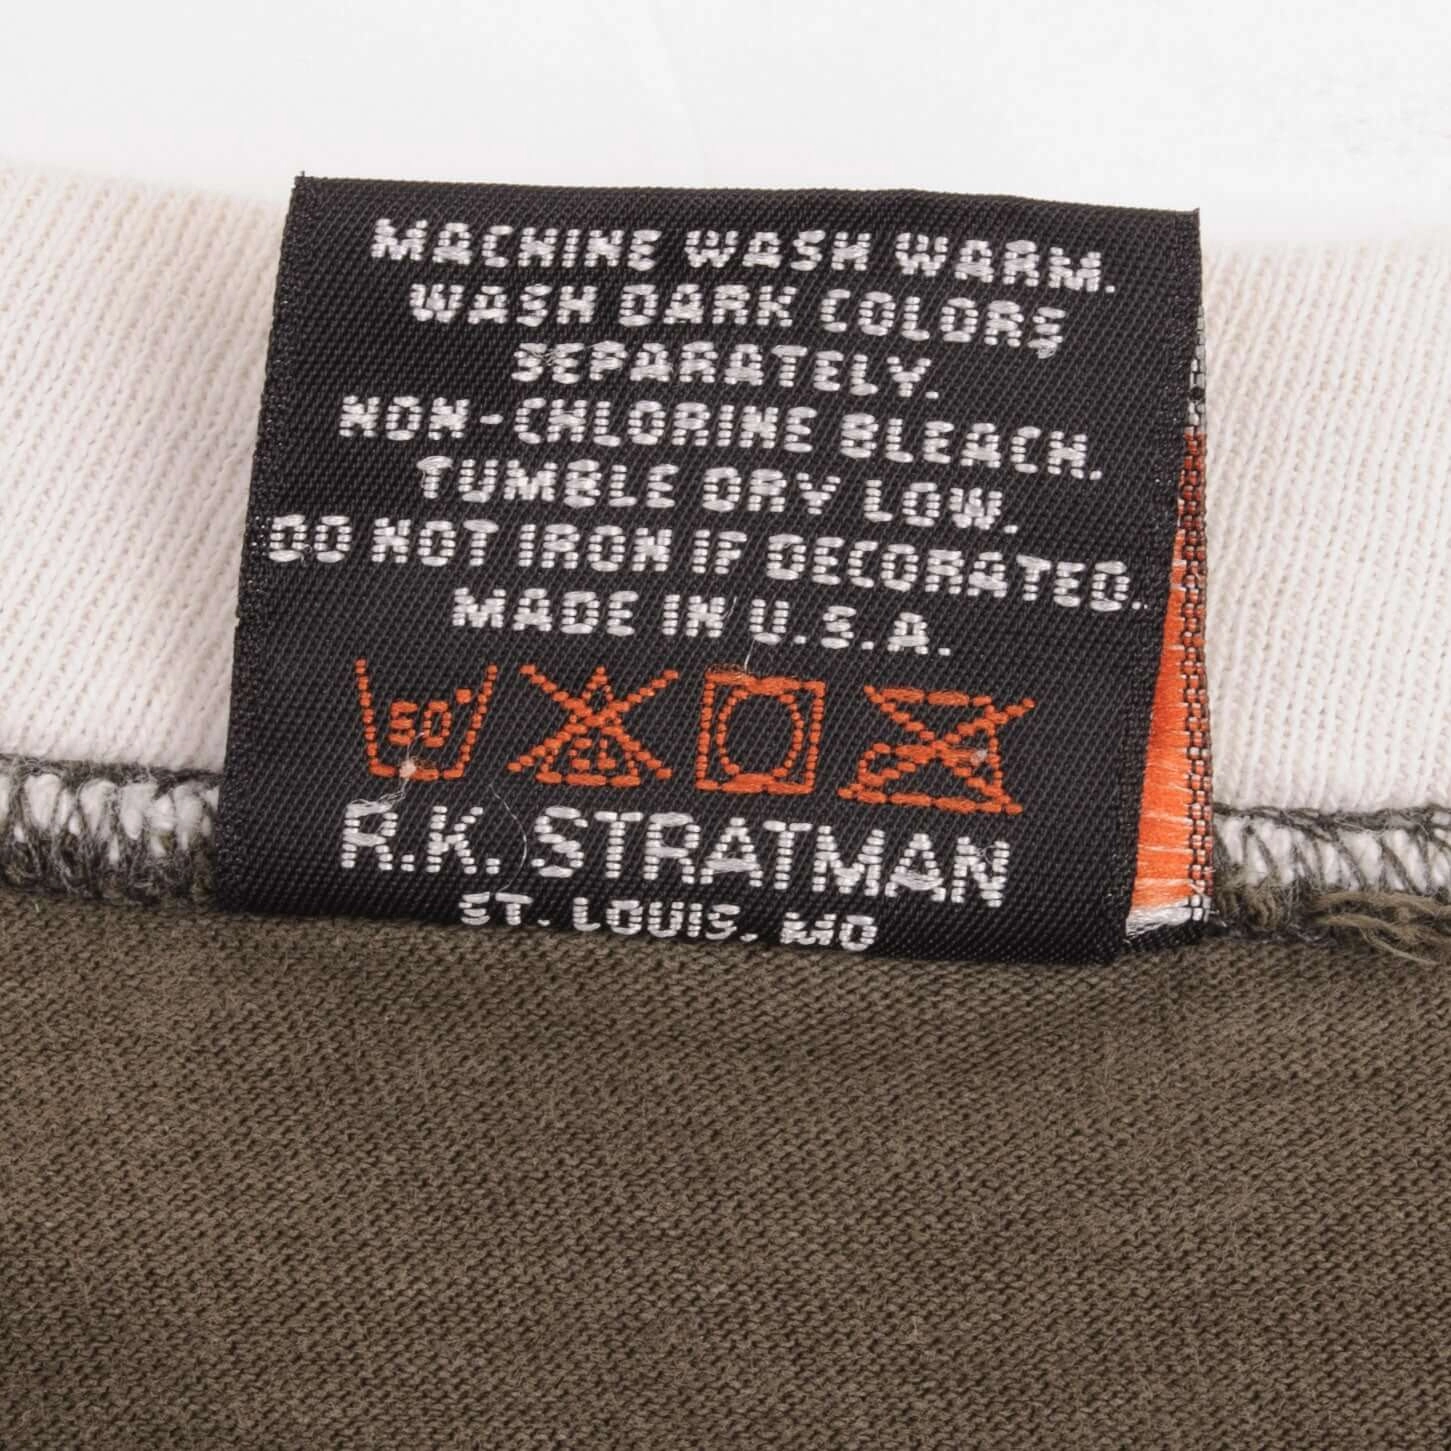 MACHINE WASH WARM.
WASH DARK COLORS
SEPARATELY.
NON-CHLORINE BLEACH.
TUMBLE DRY LOW.
DO NOT IRON IF DECORATED.
MADE IN U.S.A.
50° CL
R.K. STRATMAN
ST. LOUIS, MO